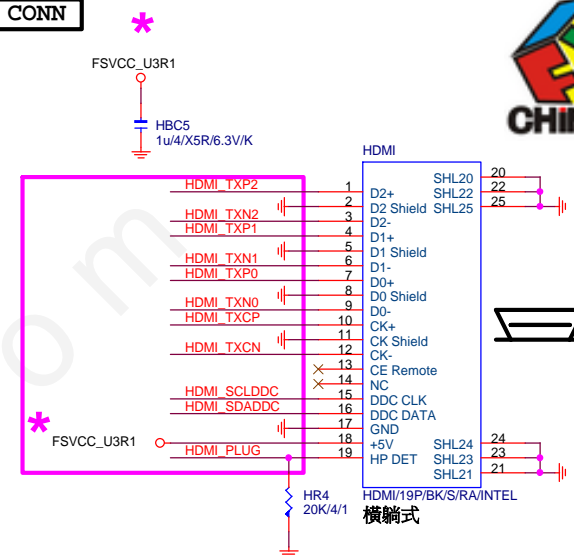 CONN
*
FSVCC_U3R1
HBC5
1u/4/X5R/6.3V/K
CHi
HDMI
HDMI_TXP2 1 D2+ SHL20 20
2 D2 Shield SHL22 22
HDMI_TXN2 3 D2- SHL25 25
HDMI_TXP1 4 D1+
5 D1 Shield
HDMI_TXN1 6 D1-
HDMI_TXP0 7 D0+
8 D0 Shield
HDMI_TXN0 9 D0-
HDMI_TXCP 10 CK+
11 CK Shield
HDMI_TXCN 12 CK-
13 CE Remote
14 NC
HDMI_SCLDDC 15 DDC CLK
HDMI_SDADDC 16 DDC DATA
*
17 GND
FSVCC_U3R1 18 +5V SHL24 24
HDMI_PLUG 19 HP DET SHL23 23
SHL21 21
HR4
20K/4/1
HDMI/19P/BK/S/RA/INTEL
橫躺式
o m